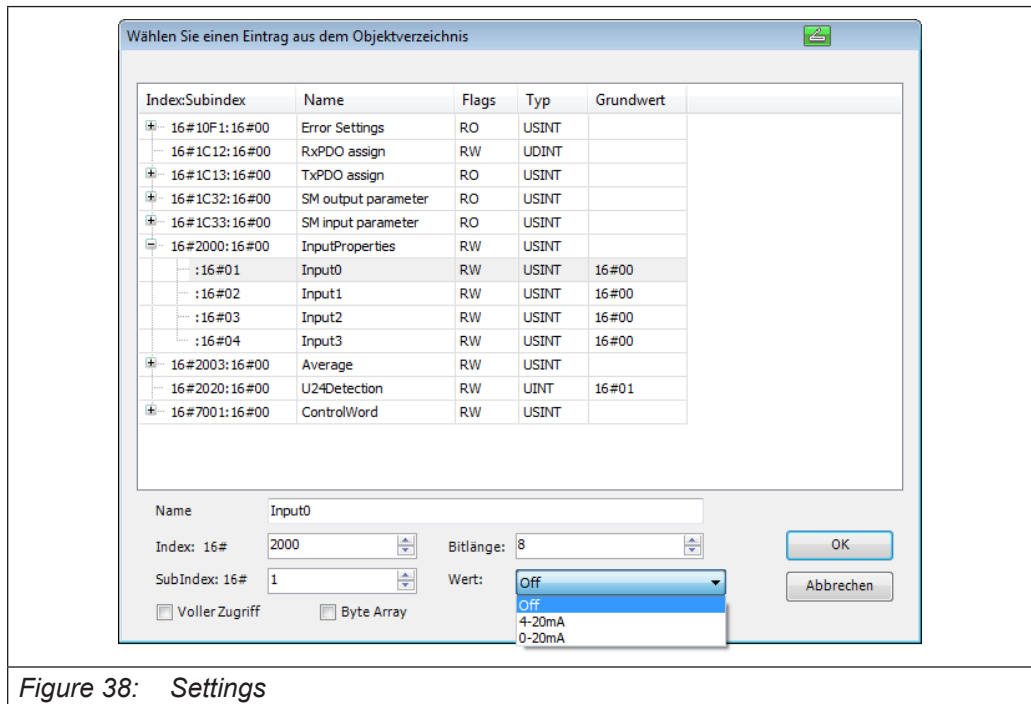 Wählen Sie einen Eintrag aus dem Objektverzeichnis
Index:Subindex Name Flags Typ Grundwert
16#10F1:16#00 Error Settings RO USINT
16#1C12:16#00 RxPDO assign RW UDINT
16#1C13:16#00 TxPDO assign RO USINT
16#1C32:16#00 SM output parameter RO USINT
16#1C33:16#00 SM input parameter RO USINT
16#2000:16#00 InputProperties RW USINT
:16#01 Input0 RW USINT 16#00
:16#02 Input1 RW USINT 16#00
:16#03 Input2 RW USINT 16#00
:16#04 Input3 RW USINT 16#00
16#2003:16#00 Average RW USINT
16#2020:16#00 U24Detection RW UINT 16#01
16#7001:16#00 ControlWord RW USINT
Name Input0
Index: 16# 2000 Bitlänge: 8 OK
SubIndex: 16# 1 Wert: Off Abbrechen
Voller Zugriff Byte Array Off
4-20mA
0-20mA
Figure 38: Settings